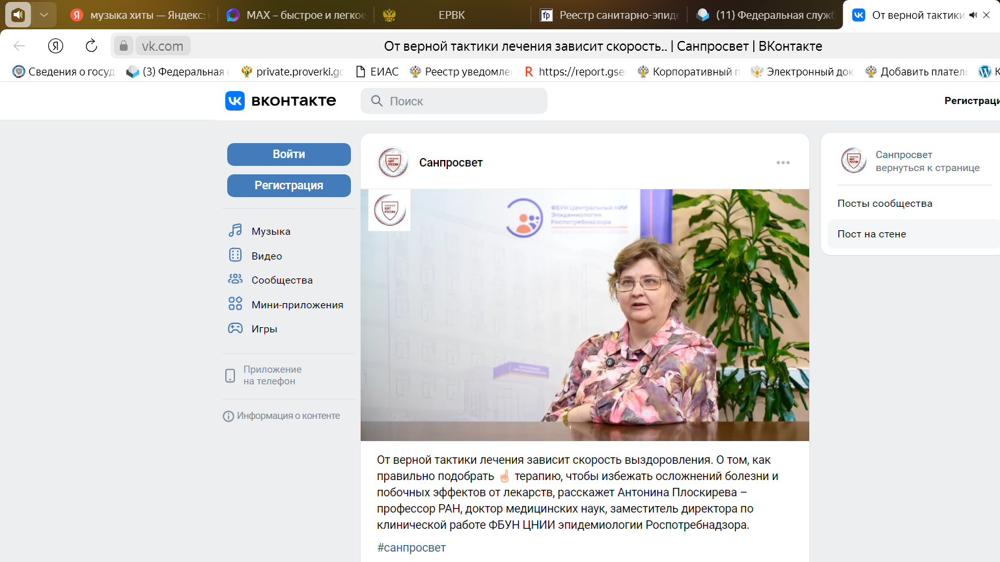 музыка хиты — Яндекс:
MAX – быстрое и легкое
ЕРВК
fp
Реестр санитарно-эпиде
(11) Федеральная служб
От верной тактики
Я
vk.com
От верной тактики лечения зависит скорость.. | Санпросвет | ВКонтакте
Сведения о госуд
(3) Федеральная с
private.proverki.gc
ЕИАС
Реестр уведомле
R
https://report.gse
Корпоративный п
Электронный док
Добавить плател
К
вконтакте
Поиск
Регистраци
Войти
Регистрация
Музыка
Видео
Сообщества
Мини-приложения
Игры
Приложение
на телефон
Информация о контенте
Санпросвет
ЩИТ
РОССИИ
ФБУН Центральный НИИ
Эпидемиологии
Роспотребнадзора
От верной тактики лечения зависит скорость выздоровления. О том, как
правильно подобрать ☝🏻 терапию, чтобы избежать осложнений болезни и
побочных эффектов от лекарств, расскажет Антонина Плоскирева –
профессор РАН, доктор медицинских наук, заместитель директора по
клинической работе ФБУН ЦНИИ эпидемиологии Роспотребнадзора.
#санпросвет
Санпросвет
вернуться к странице
Посты сообщества
Пост на стене